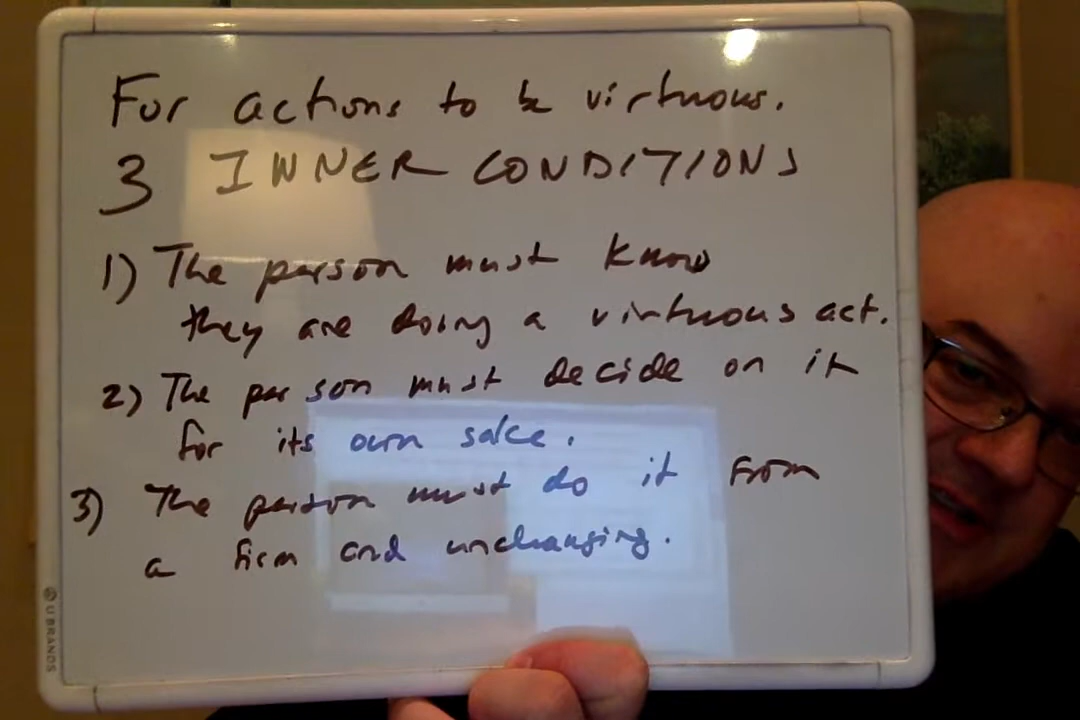 For actions to be virtuous.
3 INNER CONDITIONS
1) The person must know
they are doing a virtuous act.
2) The person must decide on it
for its own sake.
3) The person must do it from
a firm and unchanging.
U BRANDS